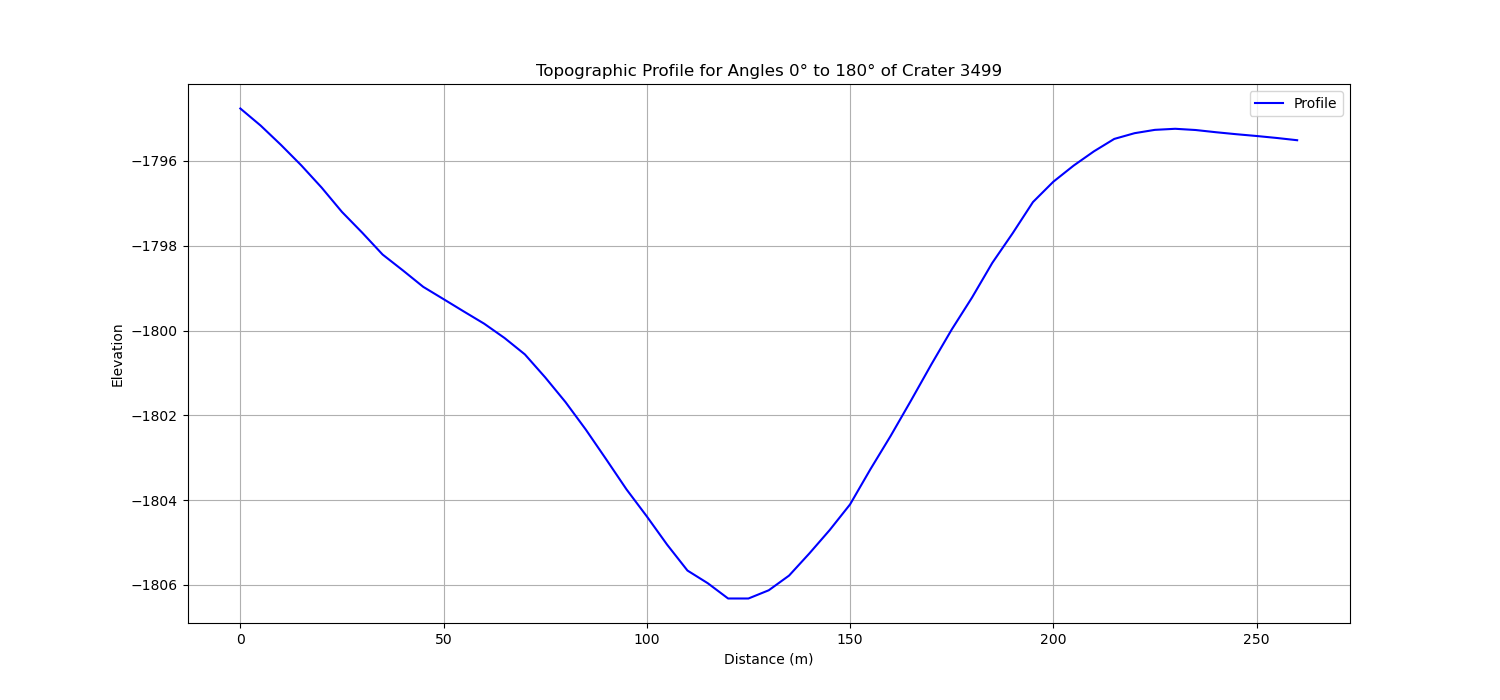 Topographic Profile for Angles 0° to 180° of Crater 3499
Profile
−1796
−1798
−1800
−1802
−1804
−1806
Elevation
0 50 100 150 200 250
Distance (m)